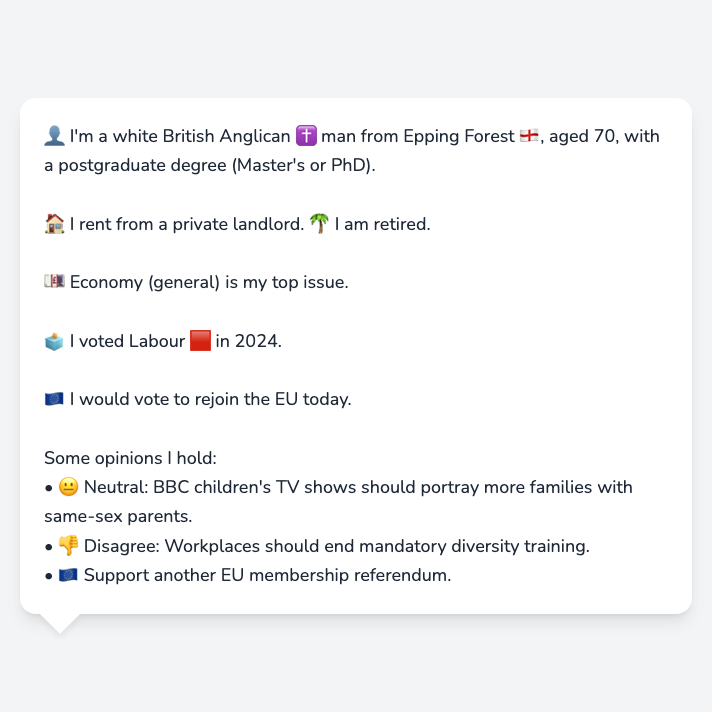 👤 I'm a white British Anglican ✝️ man from Epping Forest 🏴󠁧󠁢󠁥󠁮󠁧󠁿, aged 70, with
a postgraduate degree (Master's or PhD).
🏠 I rent from a private landlord. 🌴 I am retired.
💷 Economy (general) is my top issue.
🗳️ I voted Labour 🟥 in 2024.
🇪🇺 I would vote to rejoin the EU today.
Some opinions I hold:
• 😐 Neutral: BBC children's TV shows should portray more families with
same-sex parents.
• 👎 Disagree: Workplaces should end mandatory diversity training.
• 🇪🇺 Support another EU membership referendum.